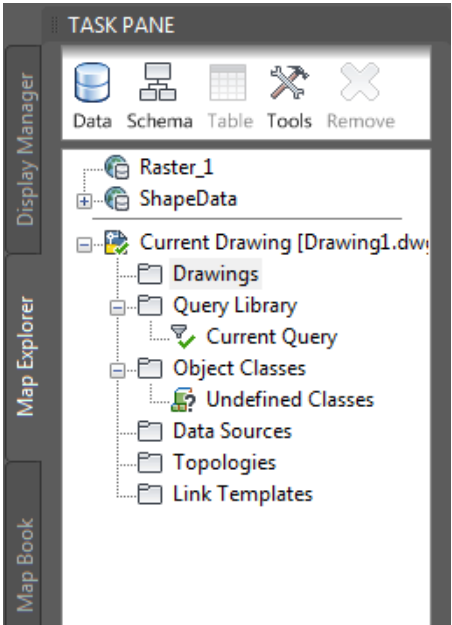 TASK PANE
Display Manager
Map Explorer
Map Book
Data Schema Table Tools Remove
Raster_1
ShapeData
Current Drawing [Drawing1.dw
Drawings
Query Library
Current Query
Object Classes
Undefined Classes
Data Sources
Topologies
Link Templates